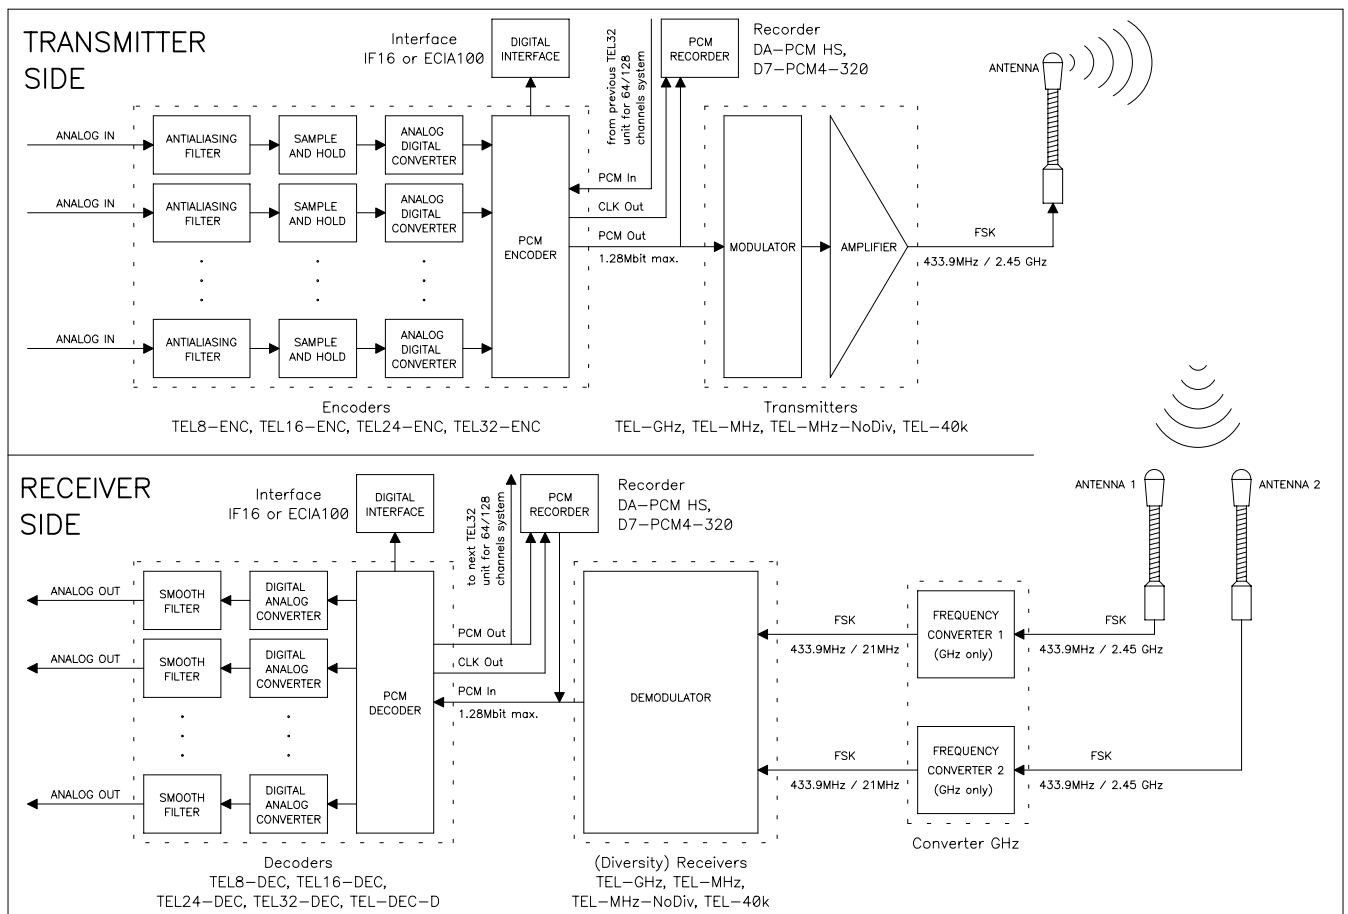 TRANSMITTER
SIDE
Interface
IF16 or ECIA100
DIGITAL
INTERFACE
from previous TEL32
unit for 64/128
channels system
PCM
RECORDER
Recorder
DA-PCM HS,
D7-PCM4-320
ANTENNA
ANALOG IN
ANTIALIASING
FILTER
SAMPLE
AND HOLD
ANALOG
DIGITAL
CONVERTER
ANALOG IN
ANTIALIASING
FILTER
SAMPLE
AND HOLD
ANALOG
DIGITAL
CONVERTER
ANALOG IN
ANTIALIASING
FILTER
SAMPLE
AND HOLD
ANALOG
DIGITAL
CONVERTER
PCM
ENCODER
PCM In
CLK Out
PCM Out
1.28Mbit max.
MODULATOR
AMPLIFIER
FSK
433.9MHz / 2.45 GHz
Encoders
TEL8-ENC, TEL16-ENC, TEL24-ENC, TEL32-ENC
Transmitters
TEL-GHz, TEL-MHz, TEL-MHz-NoDiv, TEL-40k
RECEIVER
SIDE
Interface
IF16 or ECIA100
DIGITAL
INTERFACE
to next TEL32
unit for 64/128
channels system
PCM
RECORDER
Recorder
DA-PCM HS,
D7-PCM4-320
ANTENNA 1
ANTENNA 2
ANALOG OUT
SMOOTH
FILTER
DIGITAL
ANALOG
CONVERTER
ANALOG OUT
SMOOTH
FILTER
DIGITAL
ANALOG
CONVERTER
ANALOG OUT
SMOOTH
FILTER
DIGITAL
ANALOG
CONVERTER
PCM
DECODER
PCM Out
CLK Out
PCM In
1.28Mbit max.
DEMODULATOR
FSK
433.9MHz / 21MHz
FREQUENCY
CONVERTER 1
(GHz only)
FSK
433.9MHz / 2.45 GHz
FSK
433.9MHz / 21MHz
FREQUENCY
CONVERTER 2
(GHz only)
FSK
433.9MHz / 2.45 GHz
Converter GHz
Decoders
TEL8-DEC, TEL16-DEC,
TEL24-DEC, TEL32-DEC, TEL-DEC-D
(Diversity) Receivers
TEL-GHz, TEL-MHz,
TEL-MHz-NoDiv, TEL-40k